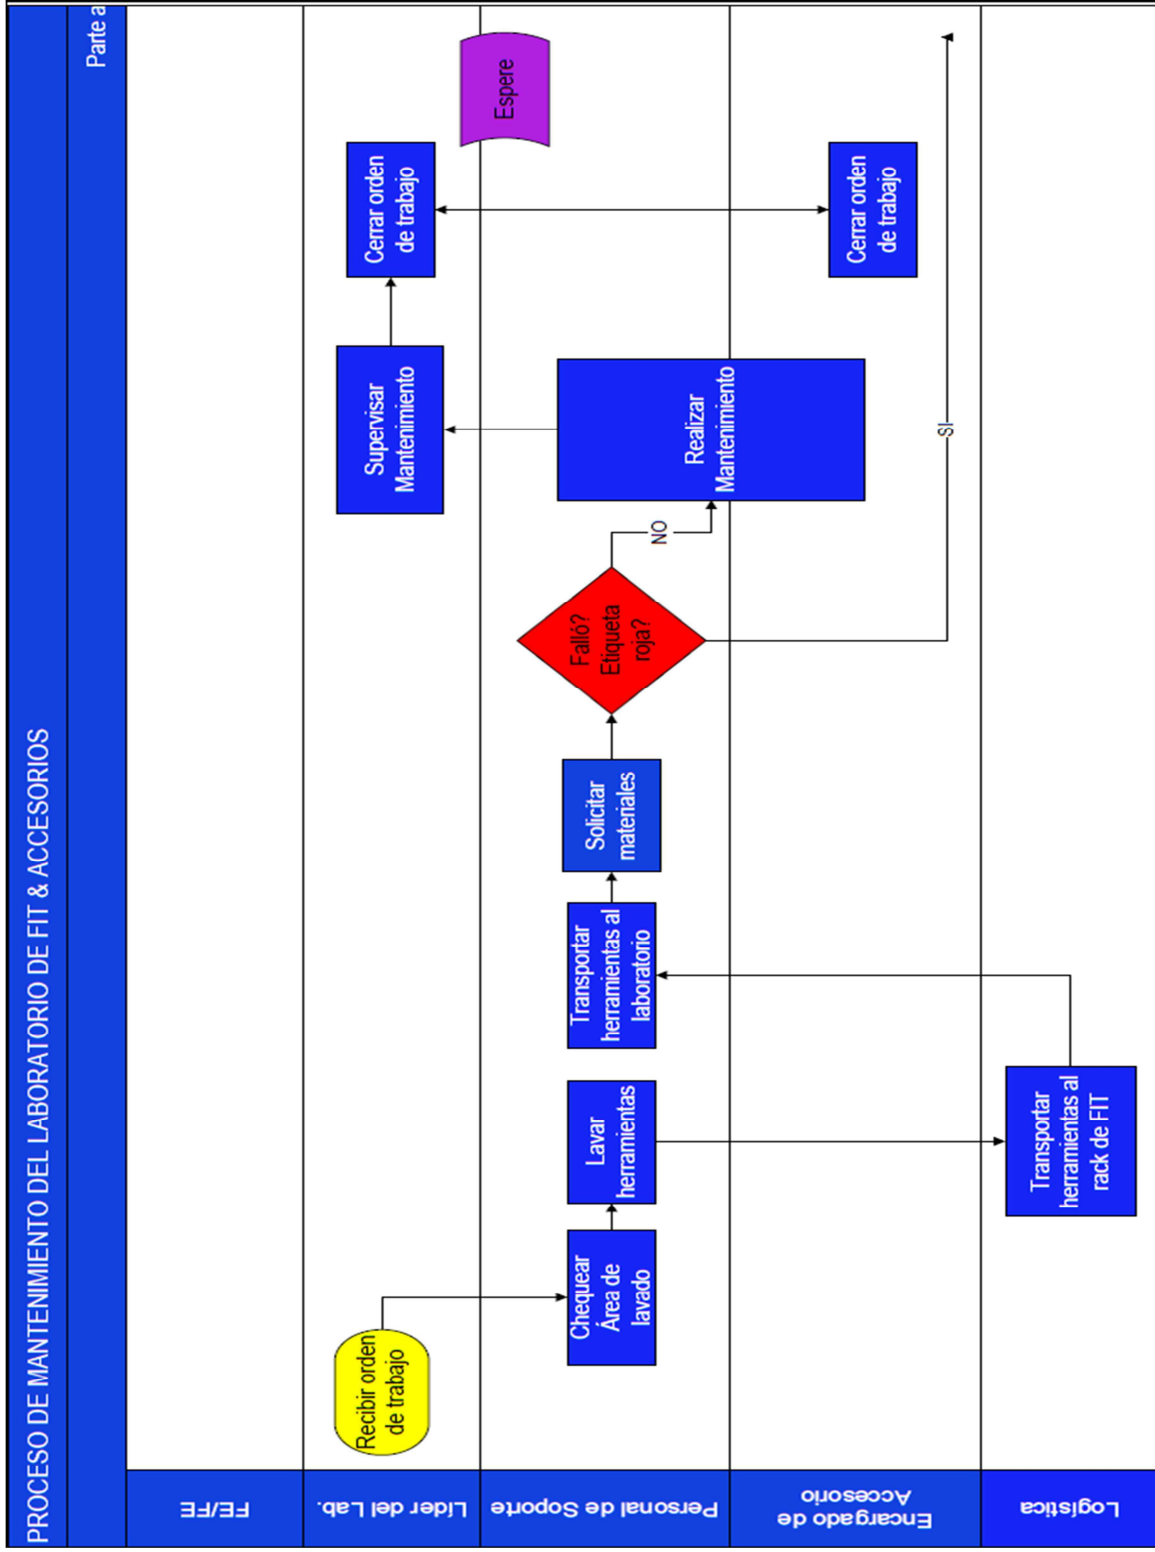 PROCESO DE MANTENIMIENTO DEL LABORATORIO DE FIT & ACCESORIOS
Parte a
FE/FE
Líder del Lab.
Recibir orden
de trabajo
Supervisar
Mantenimiento
Cerrar orden
de trabajo
Personal de Soporte
Chequear
Área de
lavado
Lavar
herramientas
Transportar
herramientas al
laboratorio
Solicitar
materiales
Falló?
Etiqueta
roja?
NO
Realizar
Mantenimiento
Espere
Encargado de
Accesorio
SI
Cerrar orden
de trabajo
Logística
Transportar
herramientas al
rack de FIT